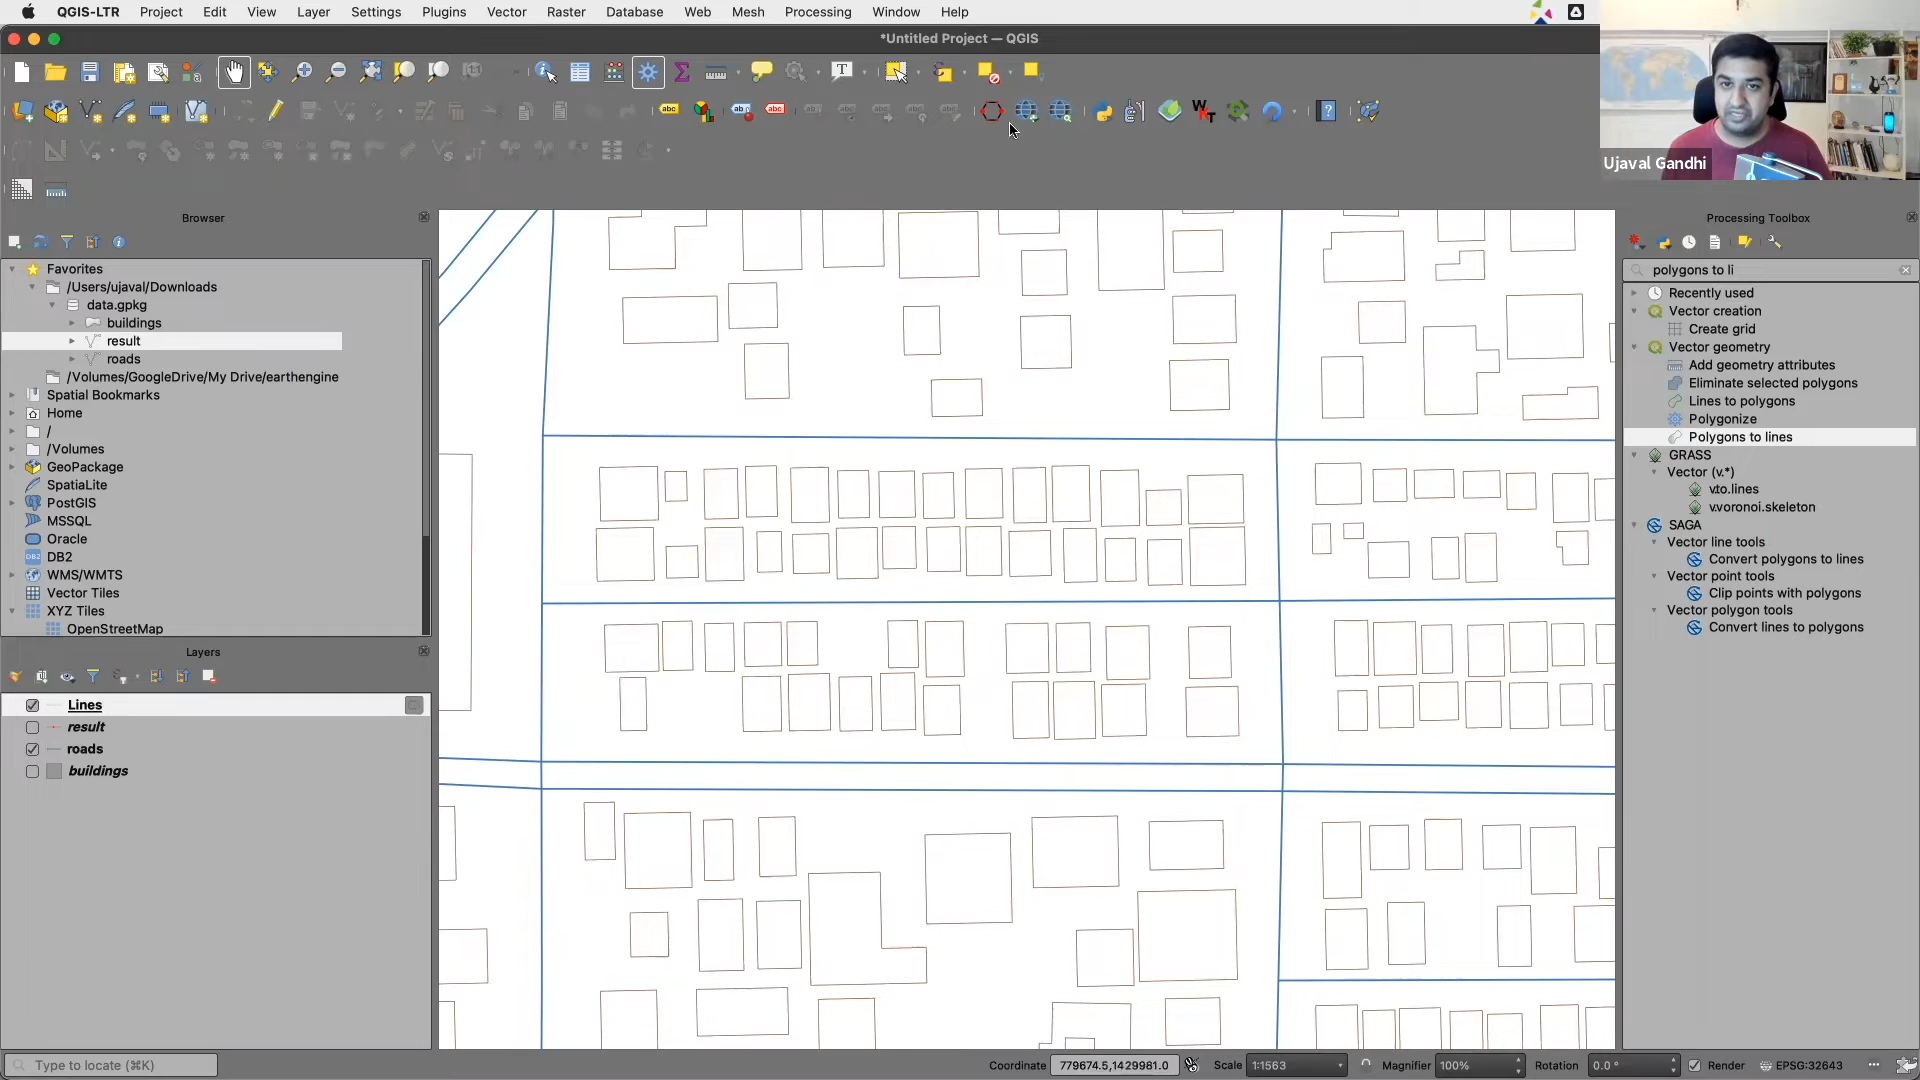 QGIS-LTR Project Edit View Layer Settings Plugins Vector Raster Database Web Mesh Processing Window Help
*Untitled Project — QGIS
Ujaval Gandhi
Browser
Favorites
/Users/ujaval/Downloads
data.gpkg
buildings
result
roads
/Volumes/GoogleDrive/My Drive/earthengine
Spatial Bookmarks
Home
/
/Volumes
GeoPackage
SpatiaLite
PostGIS
MSSQL
Oracle
DB2
WMS/WMTS
Vector Tiles
XYZ Tiles
OpenStreetMap
Layers
Lines
result
roads
buildings
Processing Toolbox
polygons to li
Recently used
Vector creation
Create grid
Vector geometry
Add geometry attributes
Eliminate selected polygons
Lines to polygons
Polygonize
Polygons to lines
GRASS
Vector (v.*)
v.to.lines
v.voronoi.skeleton
SAGA
Vector line tools
Convert polygons to lines
Vector point tools
Clip points with polygons
Vector polygon tools
Convert lines to polygons
Type to locate (⌘K)
Coordinate 779674.5,1429981.0 Scale 1:1563 Magnifier 100% Rotation 0.0 ° Render EPSG:32643